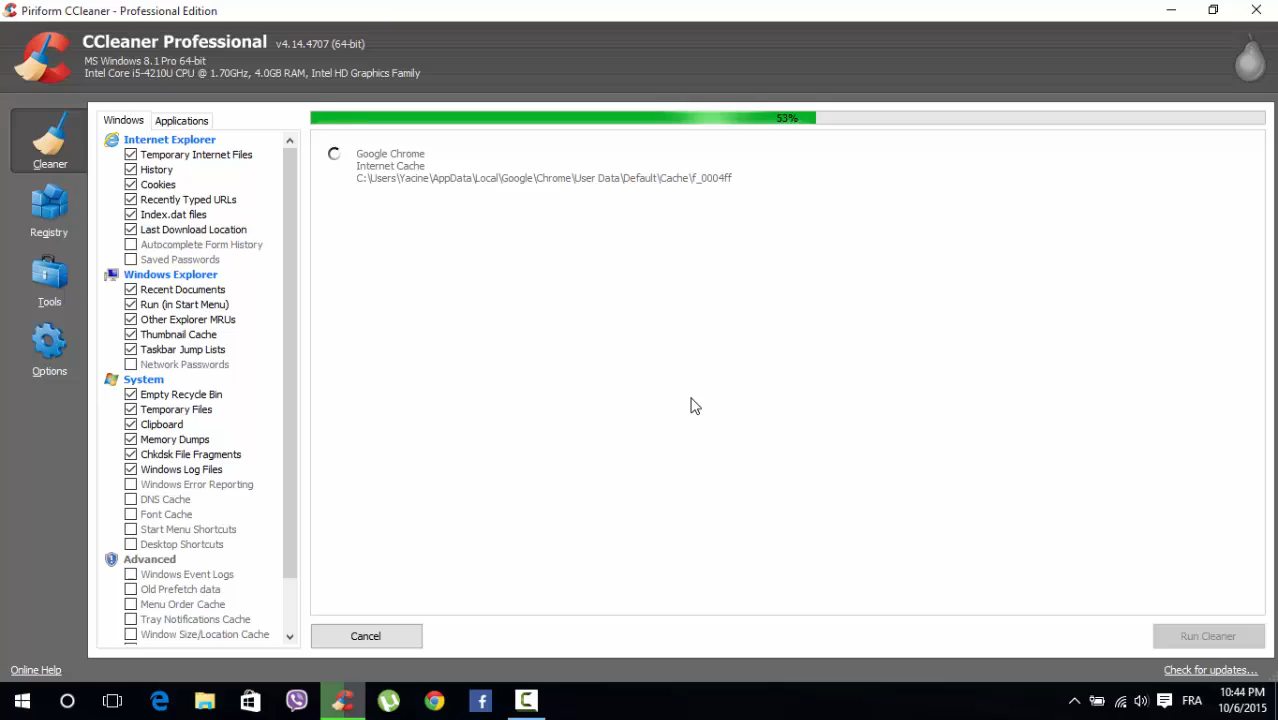 Piriform CCleaner - Professional Edition
CCleaner Professional v4.14.4707 (64-bit)
MS Windows 8.1 Pro 64-bit
Intel Core i5-4210U CPU @ 1.70GHz, 4.0GB RAM, Intel HD Graphics Family
Cleaner
Registry
Tools
Options
Windows
Applications
Internet Explorer
Temporary Internet Files
History
Cookies
Recently Typed URLs
Index.dat files
Last Download Location
Autocomplete Form History
Saved Passwords
Windows Explorer
Recent Documents
Run (in Start Menu)
Other Explorer MRUs
Thumbnail Cache
Taskbar Jump Lists
Network Passwords
System
Empty Recycle Bin
Temporary Files
Clipboard
Memory Dumps
Chkdsk File Fragments
Windows Log Files
Windows Error Reporting
DNS Cache
Font Cache
Start Menu Shortcuts
Desktop Shortcuts
Advanced
Windows Event Logs
Old Prefetch data
Menu Order Cache
Tray Notifications Cache
Window Size/Location Cache
53%
Google Chrome
Internet Cache
C:\Users\Yacine\AppData\Local\Google\Chrome\User Data\Default\Cache\f_0004ff
Cancel
Run Cleaner
Online Help
Check for updates...
FRA
10:44 PM
10/6/2015